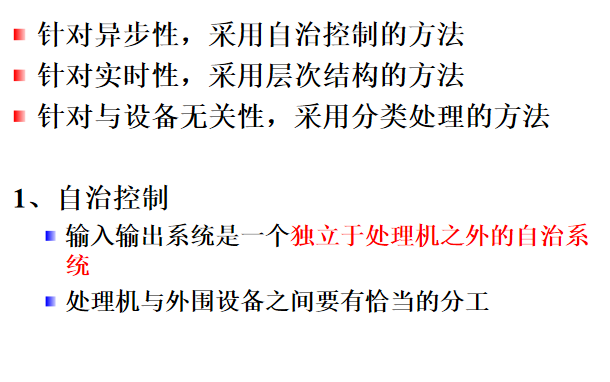 针对异步性，采用自治控制的方法
针对实时性，采用层次结构的方法
针对与设备无关性，采用分类处理的方法
1、自治控制
输入输出系统是一个独立于处理机之外的自治系
统
处理机与外围设备之间要有恰当的分工